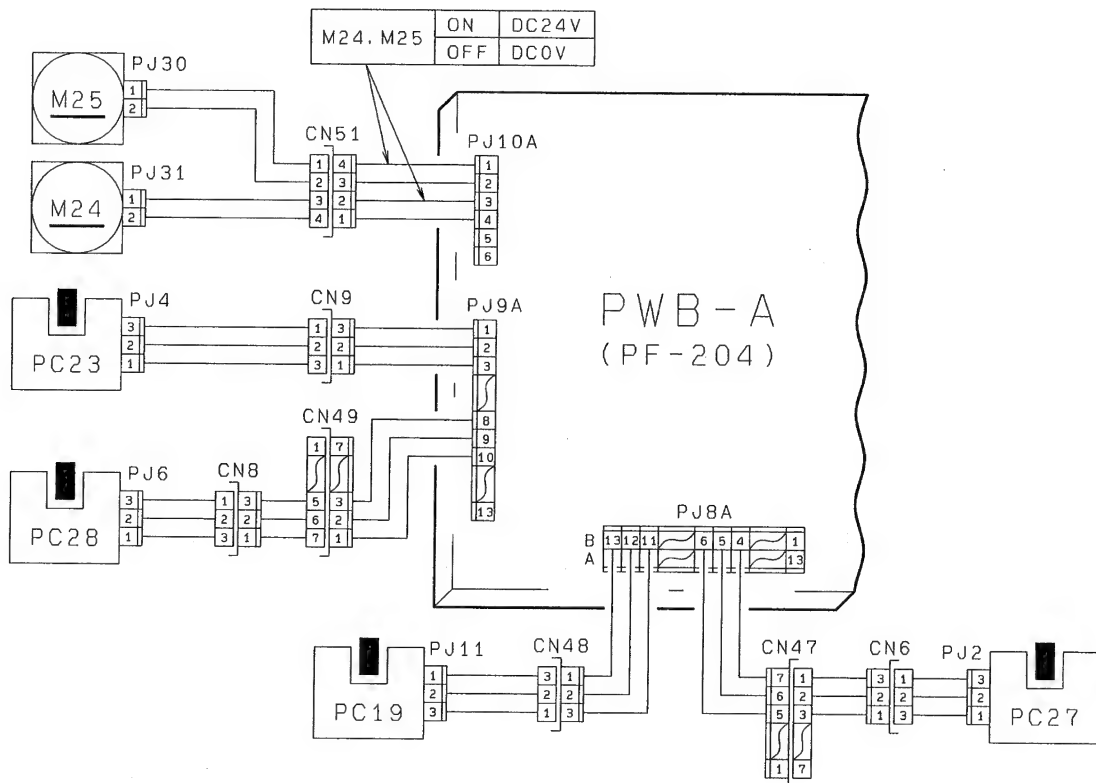 M24, M25 ON DC24V
OFF DC0V
PJ30
M25
1
2
CN51
1 4
2 3
3 2
4 1
PJ10A
1
2
3
4
5
6
PJ31
M24
1
2
PWB-A
(PF-204)
PJ4
PC23
3
2
1
CN9
1 3
2 2
3 1
PJ9A
1
2
3
8
9
10
13
CN49
1 7
5 3
6 2
7 1
PJ6
PC28
3
2
1
CN8
1 3
2 2
3 1
PJ8A
B 13 12 11 6 5 4 1
A 13
PJ11
PC19
1
2
3
CN48
3 1
2 2
1 3
CN47
7 1
6 2
5 3
1 7
CN6
3 1
2 2
1 3
PJ2
3
2
1
PC27